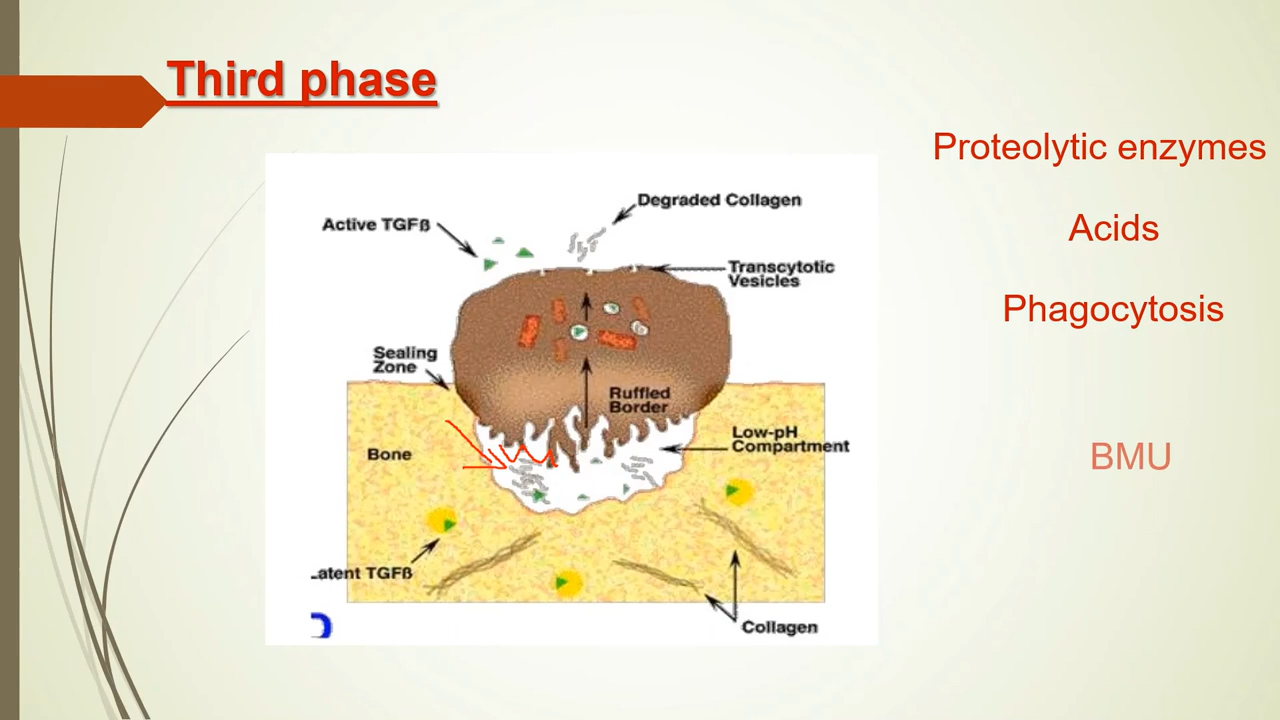 Third phase
Proteolytic enzymes
Acids
Phagocytosis
BMU
Degraded Collagen
Active TGFß
Transcytotic
Vesicles
Sealing
Zone
Ruffled
Border
Low-pH
Compartment
Bone
atent TGFß
Collagen